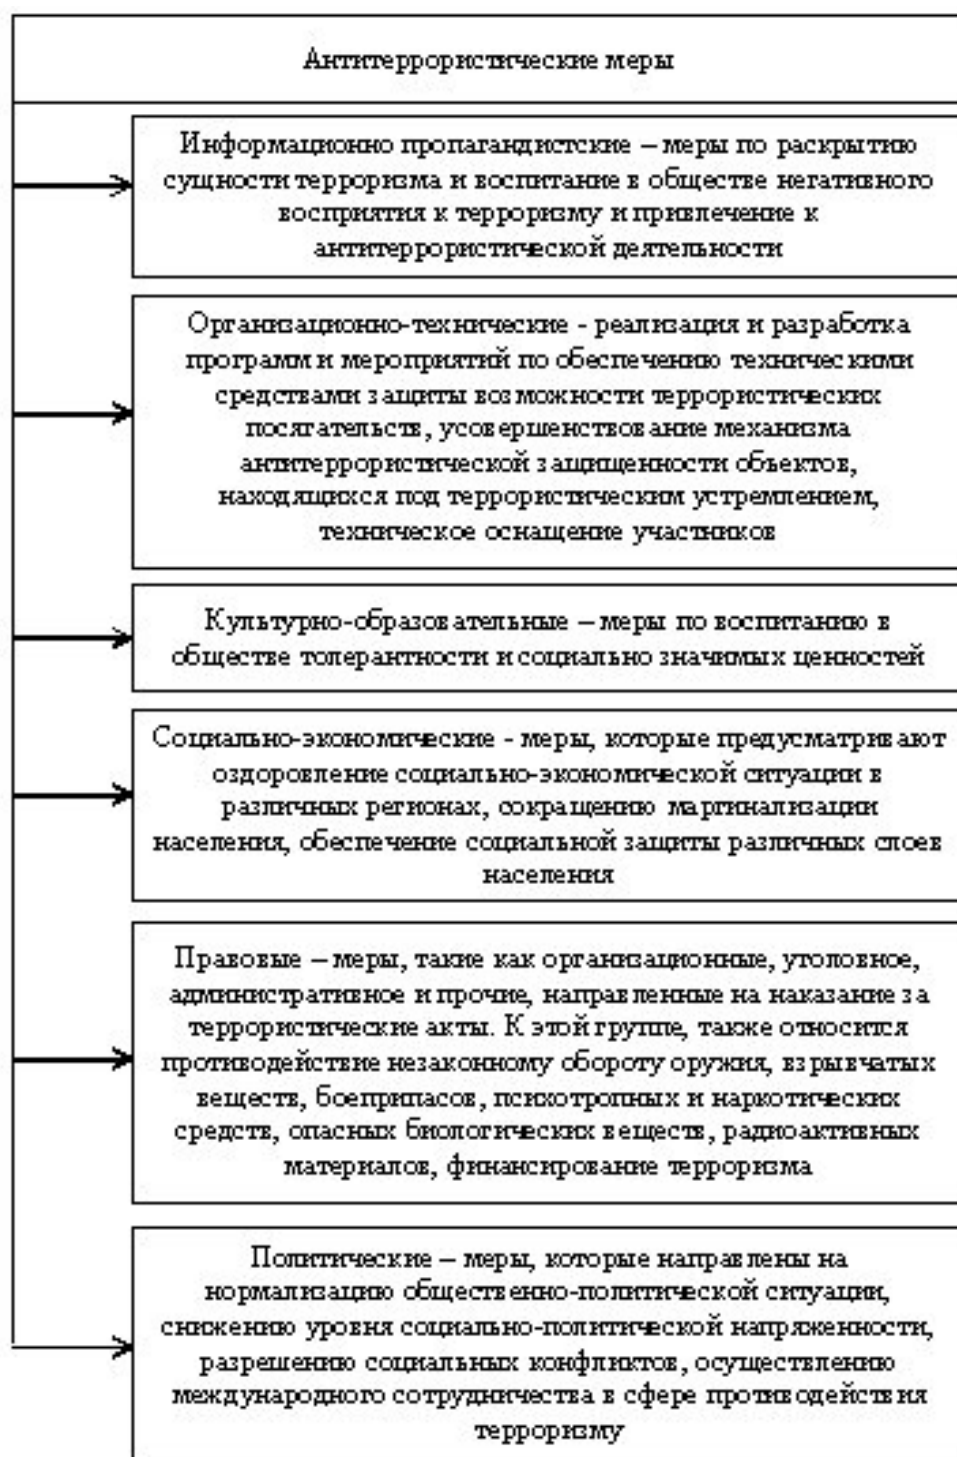 Антитеррористические меры
Информационно пропагандистские – меры по раскрытию
сущности терроризма и воспитание в обществе негативного
восприятия к терроризму и привлечение к
антитеррористической деятельности
Организационно-технические - реализация и разработка
программ и мероприятий по обеспечению техническими
средствами защиты возможности террористических
посягательств, усовершенствование механизма
антитеррористической защищенности объектов,
находящихся под террористическим устремлением,
техническое оснащение участников
Культурно-образовательные – меры по воспитанию в
обществе толерантности и социально значимых ценностей
Социально-экономические - меры, которые предусматривают
оздоровление социально-экономической ситуации в
различных регионах, сокращению маргинализации
населения, обеспечение социальной защиты различных слоев
населения
Правовые – меры, такие как организационные, уголовное,
административное и прочие, направленные на наказание за
террористические акты. К этой группе, также относится
противодействие незаконному обороту оружия, взрывчатых
веществ, боеприпасов, психотропных и наркотических
средств, опасных биологических веществ, радиоактивных
материалов, финансирование терроризма
Политические – меры, которые направлены на
нормализацию общественно-политической ситуации,
снижению уровня социально-политической напряженности,
разрешению социальных конфликтов, осуществлению
международного сотрудничества в сфере противодействия
терроризму